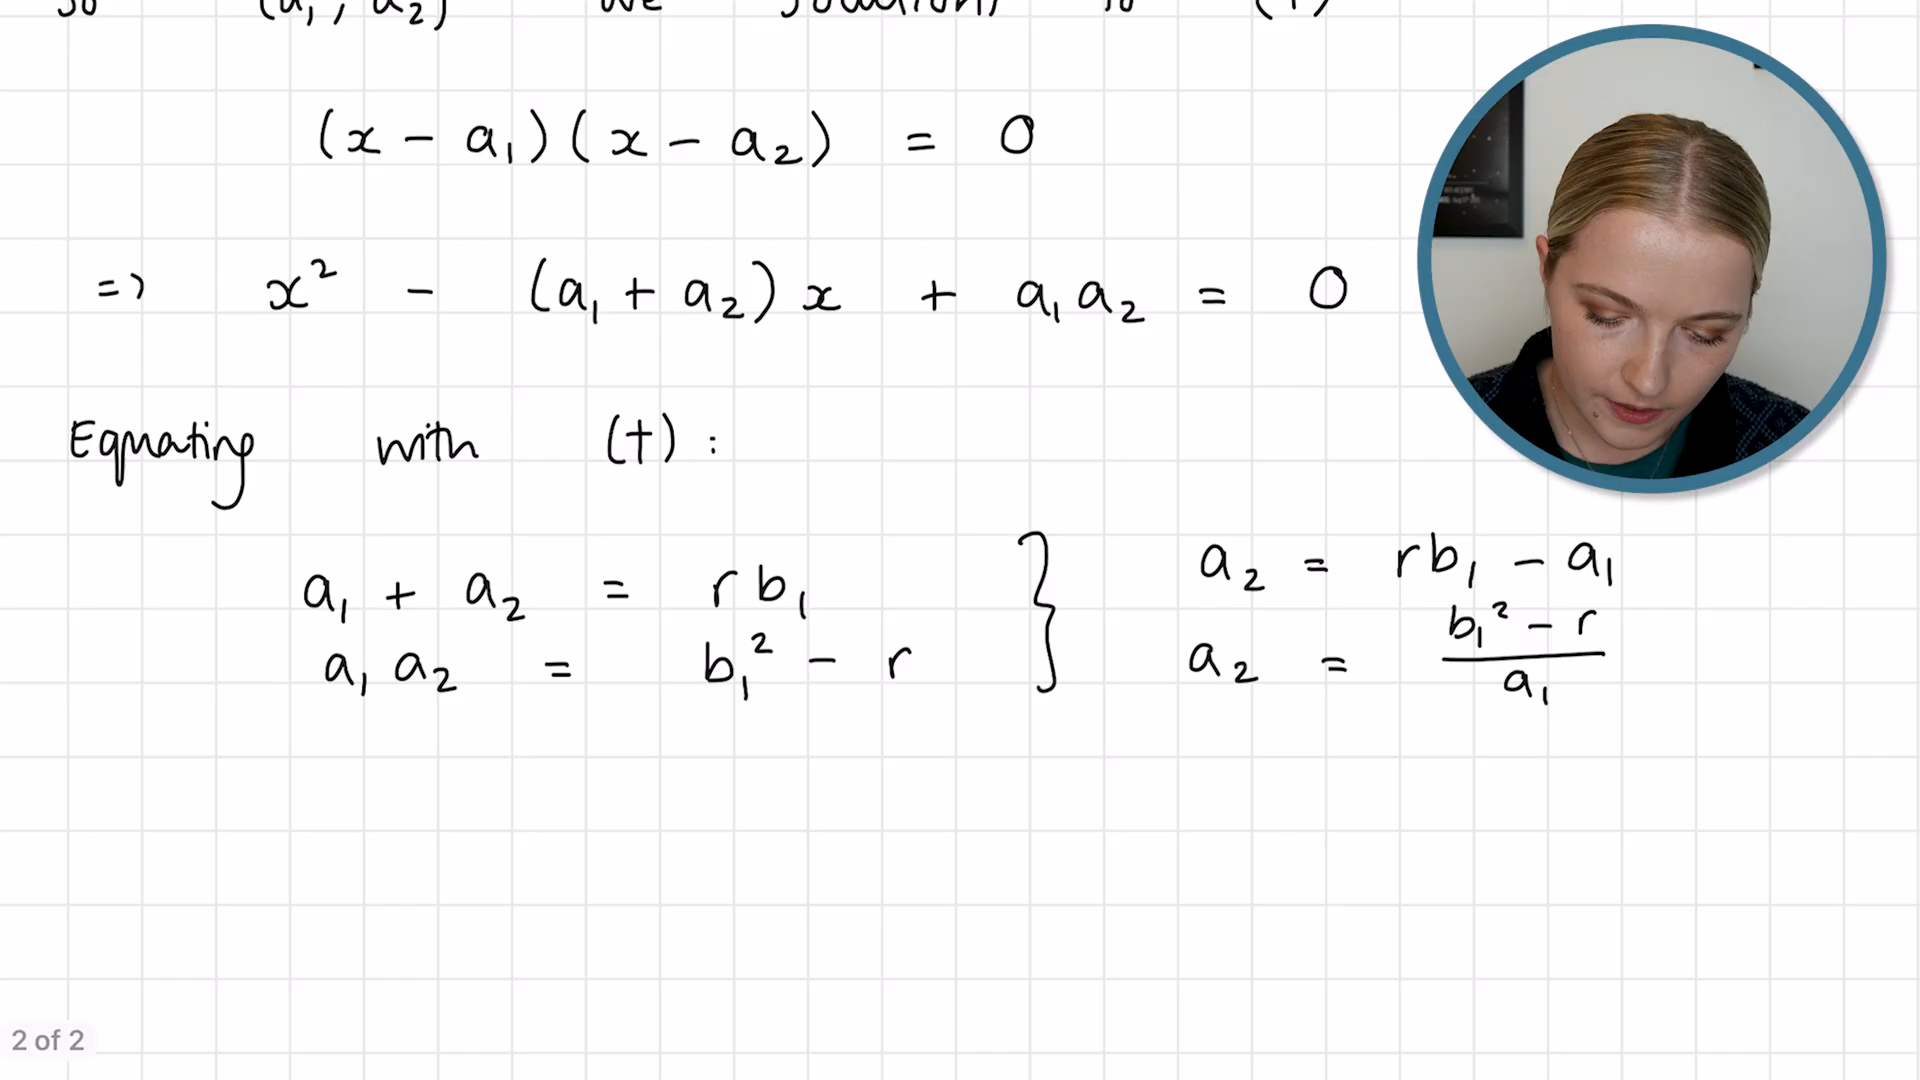 (x - a₁)(x - a₂) = 0
=> x² - (a₁ + a₂)x + a₁a₂ = 0
Equating with (†):
a₁ + a₂ = rb₁
a₁a₂ = b₁² - r
}
a₂ = rb₁ - a₁
a₂ = (b₁² - r)/a₁
2 of 2